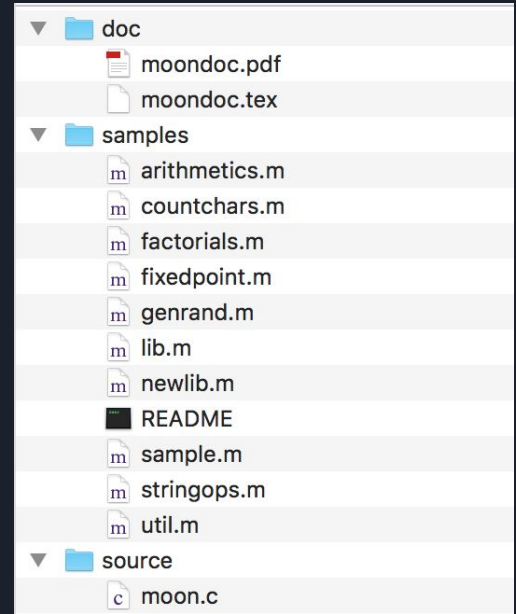 doc
moondoc.pdf
moondoc.tex
samples
m arithmetics.m
m countchars.m
m factorials.m
m fixedpoint.m
m genrand.m
m lib.m
m newlib.m
README
m sample.m
m stringops.m
m util.m
source
c moon.c